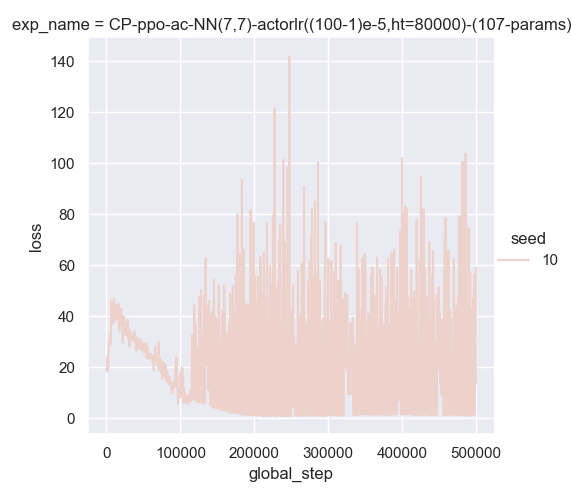 exp_name = CP-ppo-ac-NN(7,7)-actorlr((100-1)e-5,ht=80000)-(107-params)
140
120
100
80
60
40
20
0
loss
0 100000 200000 300000 400000 500000
global_step
seed
10